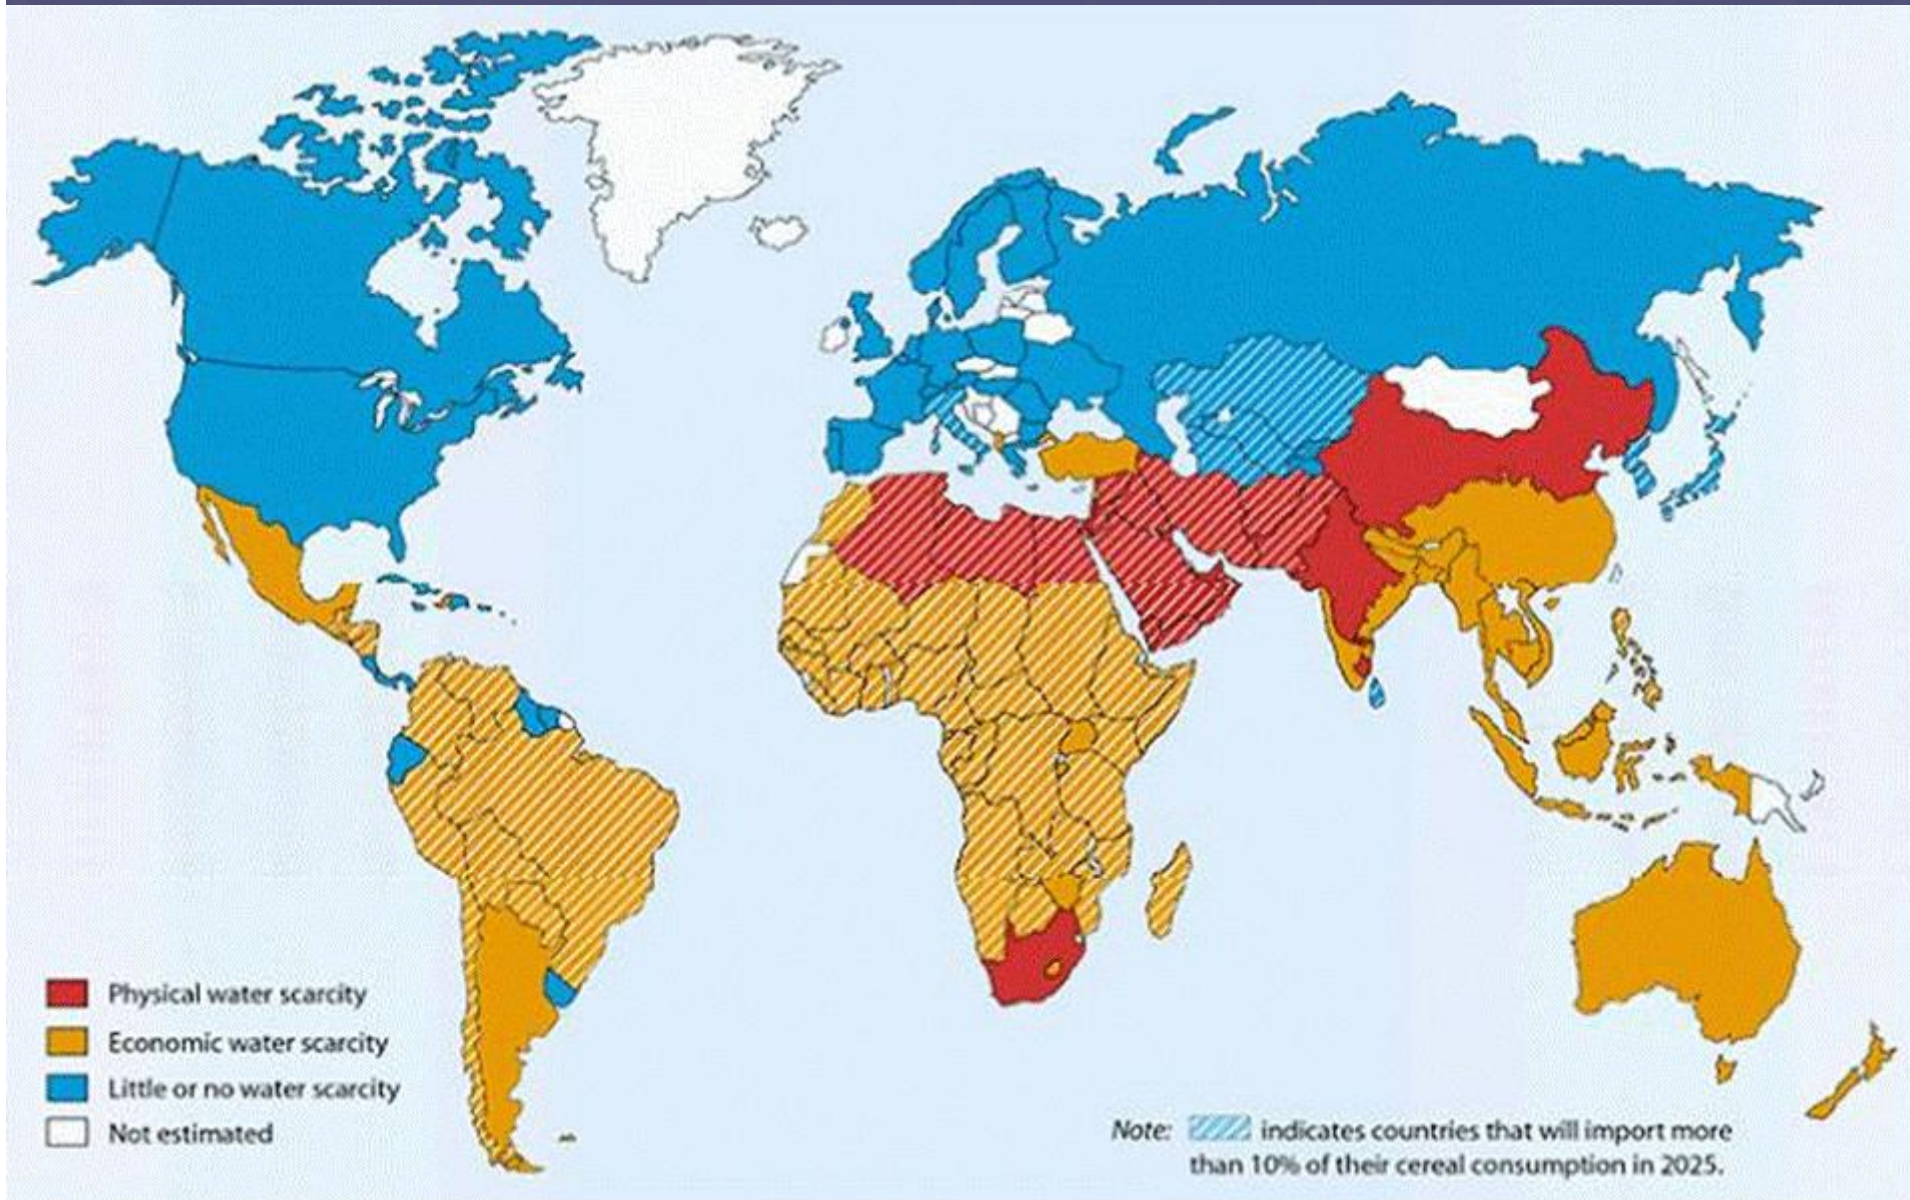 Physical water scarcity
Economic water scarcity
Little or no water scarcity
Not estimated
Note: indicates countries that will import more
than 10% of their cereal consumption in 2025.